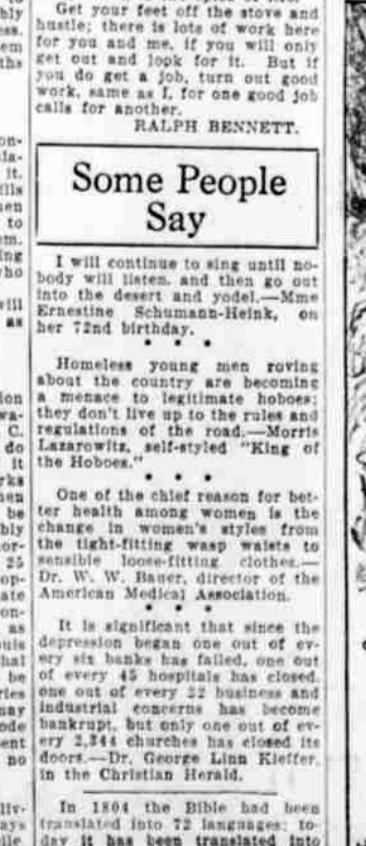 Get your feet off the stove and
hustle; there is lots of work here
for you and me, if you will only
get out and look for it. But if
you do get a job, turn out good
work, same as I, for one good job
calls for another.
RALPH BENNETT.
Some People
Say
I will continue to sing until no-
body will listen, and then go out
into the desert and yodel.—Mme
Ernestine Schumann-Heink, on
her 72nd birthday.
* * *
Homeless young men roving
about the country are becoming
a menace to legitimate hoboes;
they don't live up to the rules and
regulations of the road.—Morris
Lazarowitz, self-styled "King of
the Hoboes."
* * *
One of the chief reason for bet-
ter health among women is the
change in women's styles from
the tight-fitting wasp waists to
sensible loose-fitting clothes.—
Dr. W. W. Bauer, director of the
American Medical Association.
* * *
It is significant that since the
depression began one out of ev-
ery six banks has failed, one out
of every 45 hospitals has closed,
one out of every 22 business and
industrial concerns has become
bankrupt, but only one out of ev-
ery 2,344 churches has closed its
doors.—Dr. George Linn Kieffer,
in the Christian Herald.
In 1804 the Bible had been
translated into 72 languages; to-
day it has been translated into